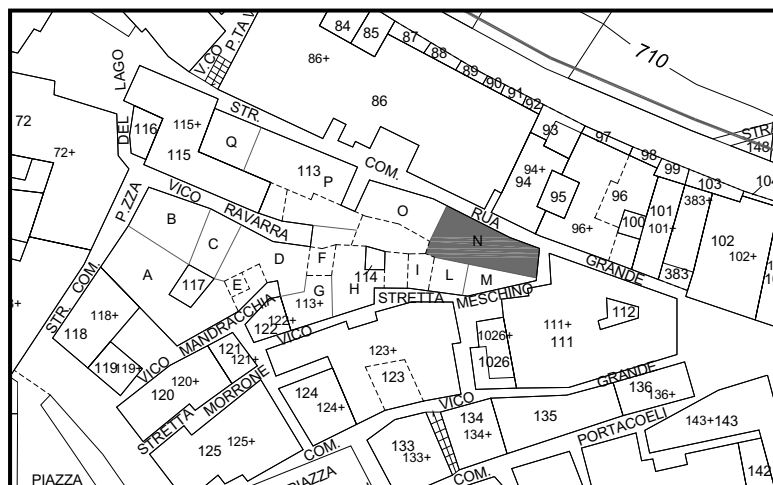 84
85
87
88
89
90
91
92
86+
86
710
V.CO
P.TA V
LAGO
DEL
STR.
COM.
RUA
GRANDE
72
72+
116
115+
115
Q
113
P
O
N
93
94+
94
95
96
96+
97
98
99
100
101
101+
103
383+
383
102
102+
104
148
STRA
P.ZZA
VICO
RAVARRA
B
C
A
D
E
F
G
H
I
L
M
117
114
113+
STRETTA
MESCHINO
STR. COM.
118+
118
119
119+
VICO
MANDRACCHIA
122
122+
VICO
121
121+
120+
120
STRETTA
MORRONE
123+
123
124
124+
125
125+
COM.
PIAZZA
PIAZZA
1026+
1026
111+
111
112
VICO
GRANDE
133
133+
134
134+
135
136
136+
PORTACOELI
COM.
143+
143
142